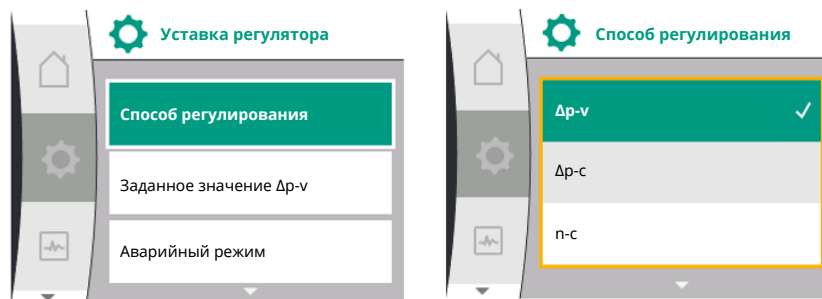 Уставка регулятора
Способ регулирования
Заданное значение Δp-v
Аварийный режим
Способ регулирования
Δp-v
Δp-c
n-c